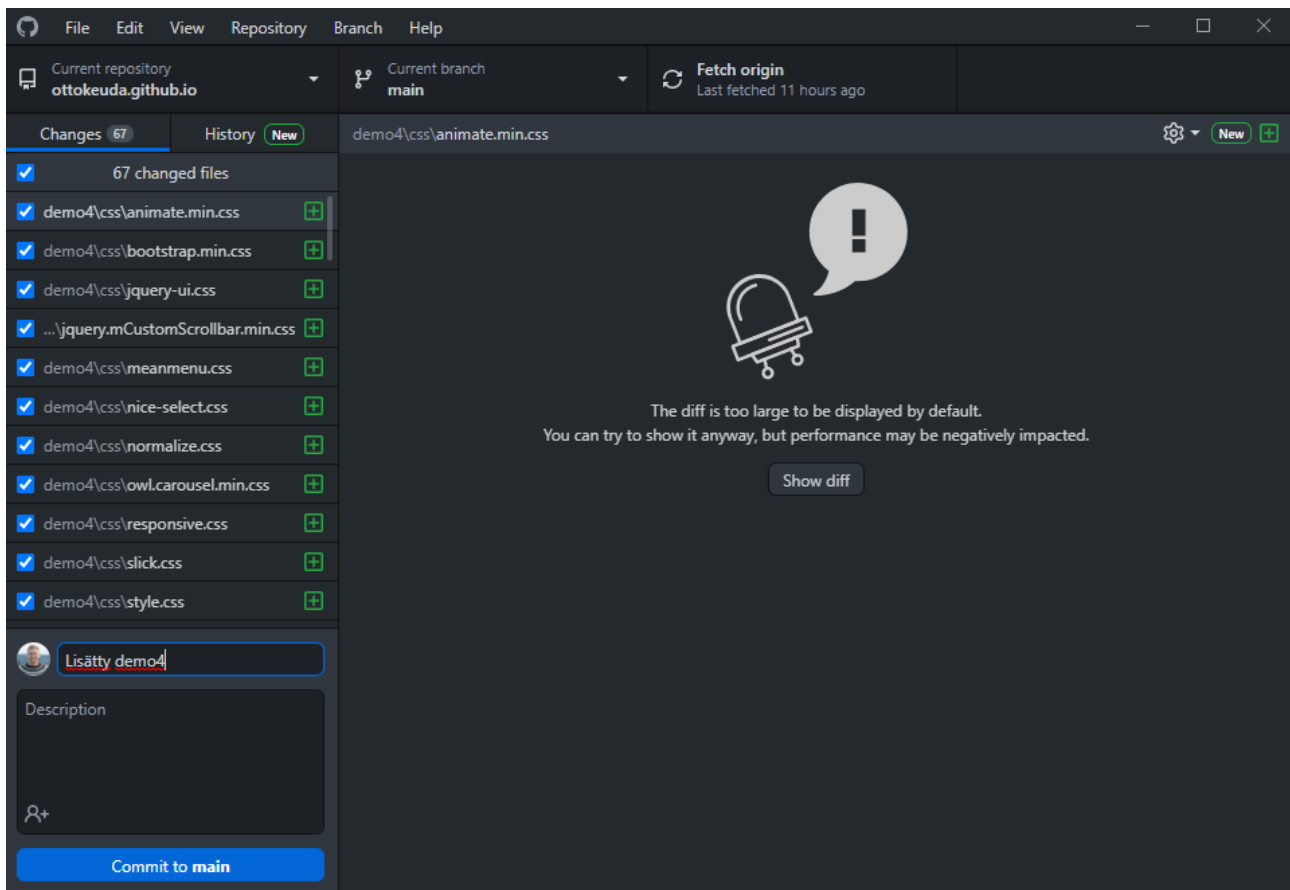 File Edit View Repository Branch Help
Current repository
ottokeuda.github.io
Current branch
main
Fetch origin
Last fetched 11 hours ago
Changes 67 History New
demo4\css\animate.min.css New
67 changed files
demo4\css\animate.min.css
demo4\css\bootstrap.min.css
demo4\css\jquery-ui.css
...\jquery.mCustomScrollbar.min.css
demo4\css\meanmenu.css
demo4\css\nice-select.css
demo4\css\normalize.css
demo4\css\owl.carousel.min.css
demo4\css\responsive.css
demo4\css\slick.css
demo4\css\style.css
Lisätty demo4
Description
Commit to main
!
The diff is too large to be displayed by default.
You can try to show it anyway, but performance may be negatively impacted.
Show diff